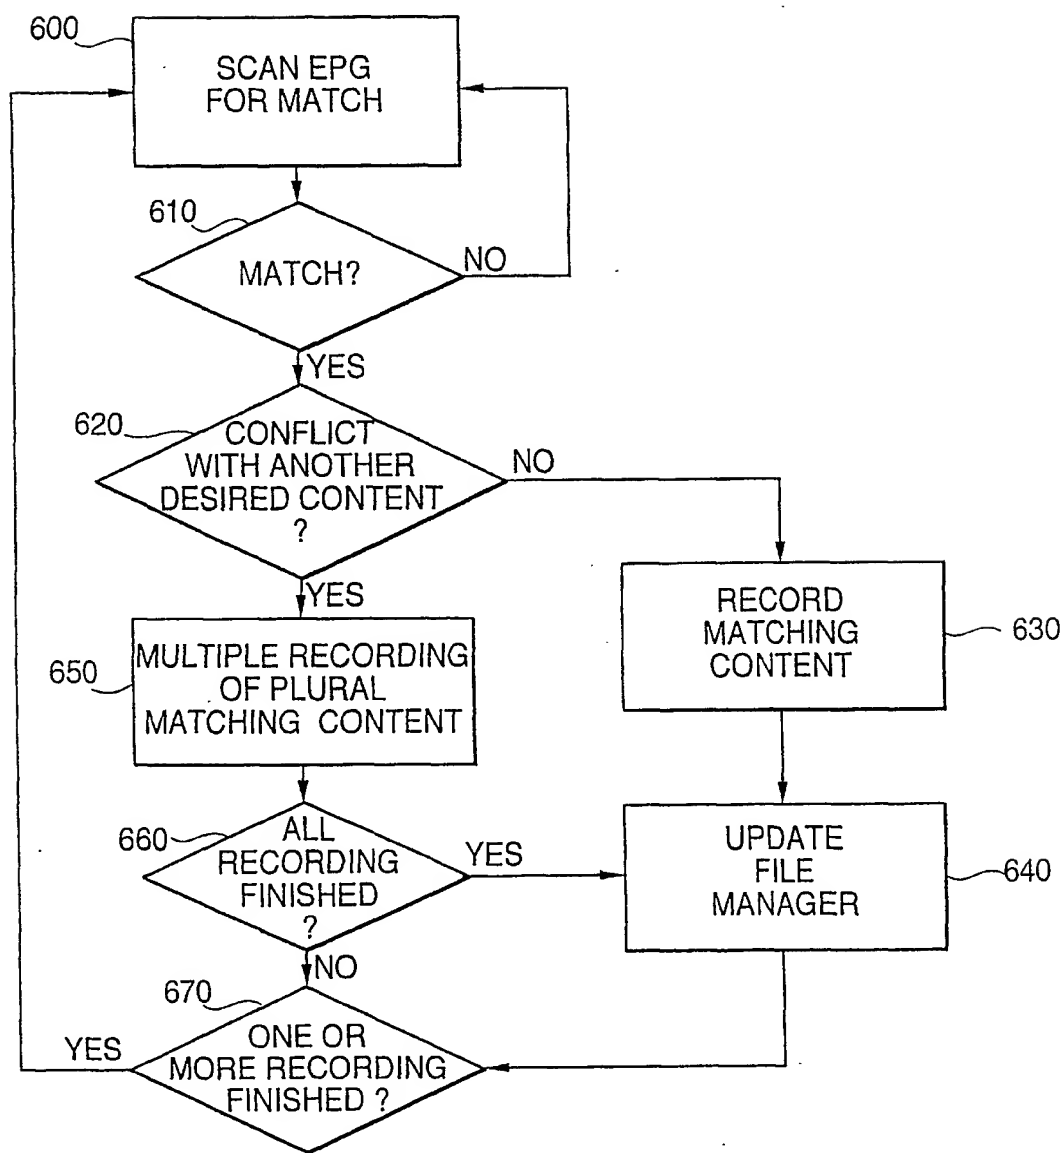 600
SCAN EPG
FOR MATCH
610
MATCH?
NO
YES
620
CONFLICT
WITH ANOTHER
DESIRED CONTENT
?
NO
YES
RECORD
MATCHING
CONTENT
630
650
MULTIPLE RECORDING
OF PLURAL
MATCHING CONTENT
660
ALL
RECORDING
FINISHED
?
YES
UPDATE
FILE
MANAGER
640
NO
670
YES
ONE OR
MORE RECORDING
FINISHED ?